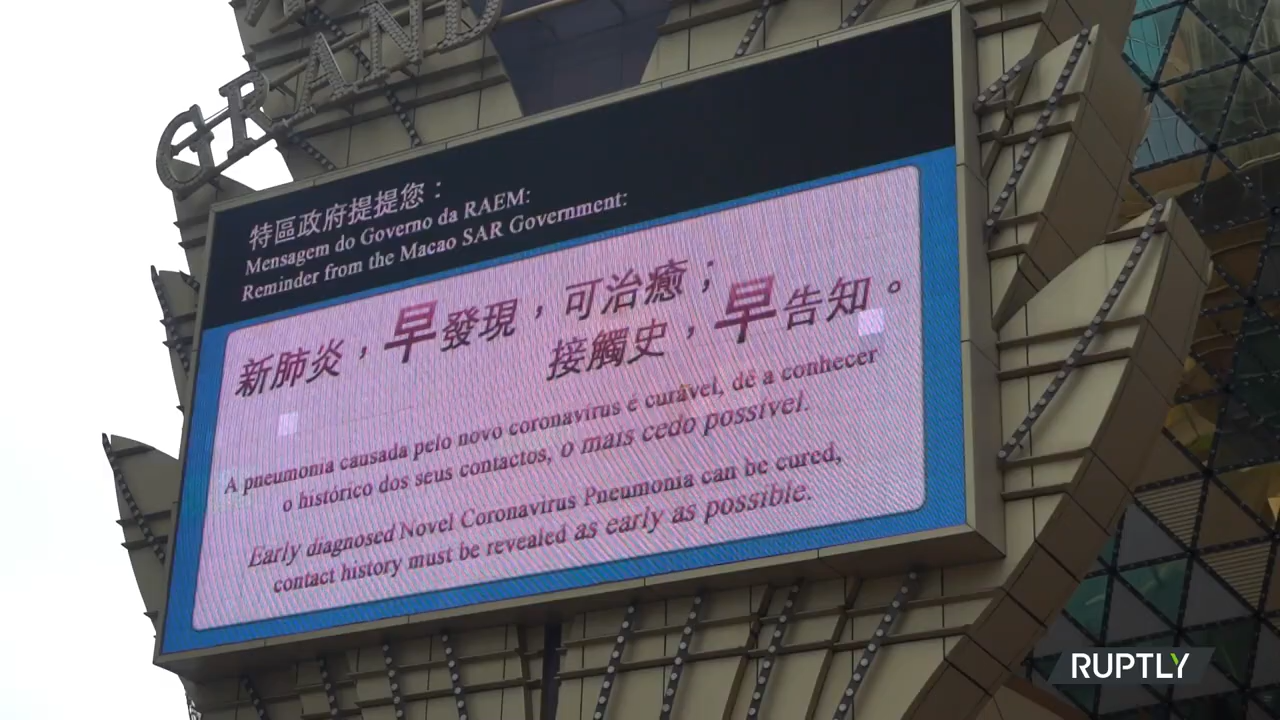 GRAND
特區政府提提您：
Mensagem do Governo da RAEM:
Reminder from the Macao SAR Government:
新肺炎，早發現，可治癒；
接觸史，早告知。
A pneumonia causada pelo novo coronavírus é curável, dê a conhecer
o histórico dos seus contactos, o mais cedo possível.
Early diagnosed Novel Coronavirus Pneumonia can be cured,
contact history must be revealed as early as possible.
RUPTLY